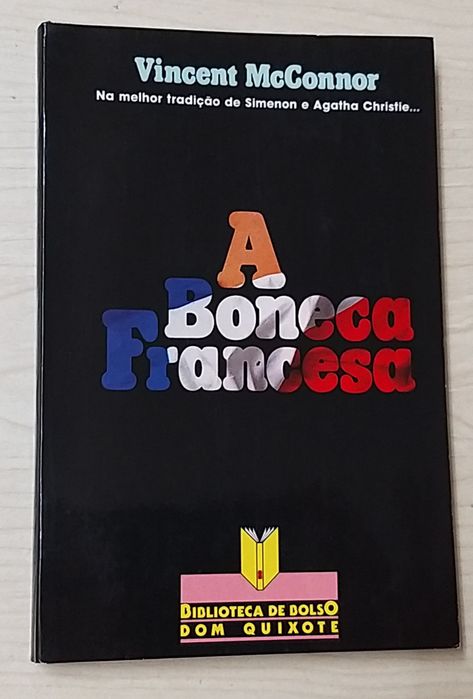 Vincent McConnor
Na melhor tradição de Simenon e Agatha Christie...
A
Boneca
Francesa
BIBLIOTECA DE BOLSO
DOM QUIXOTE